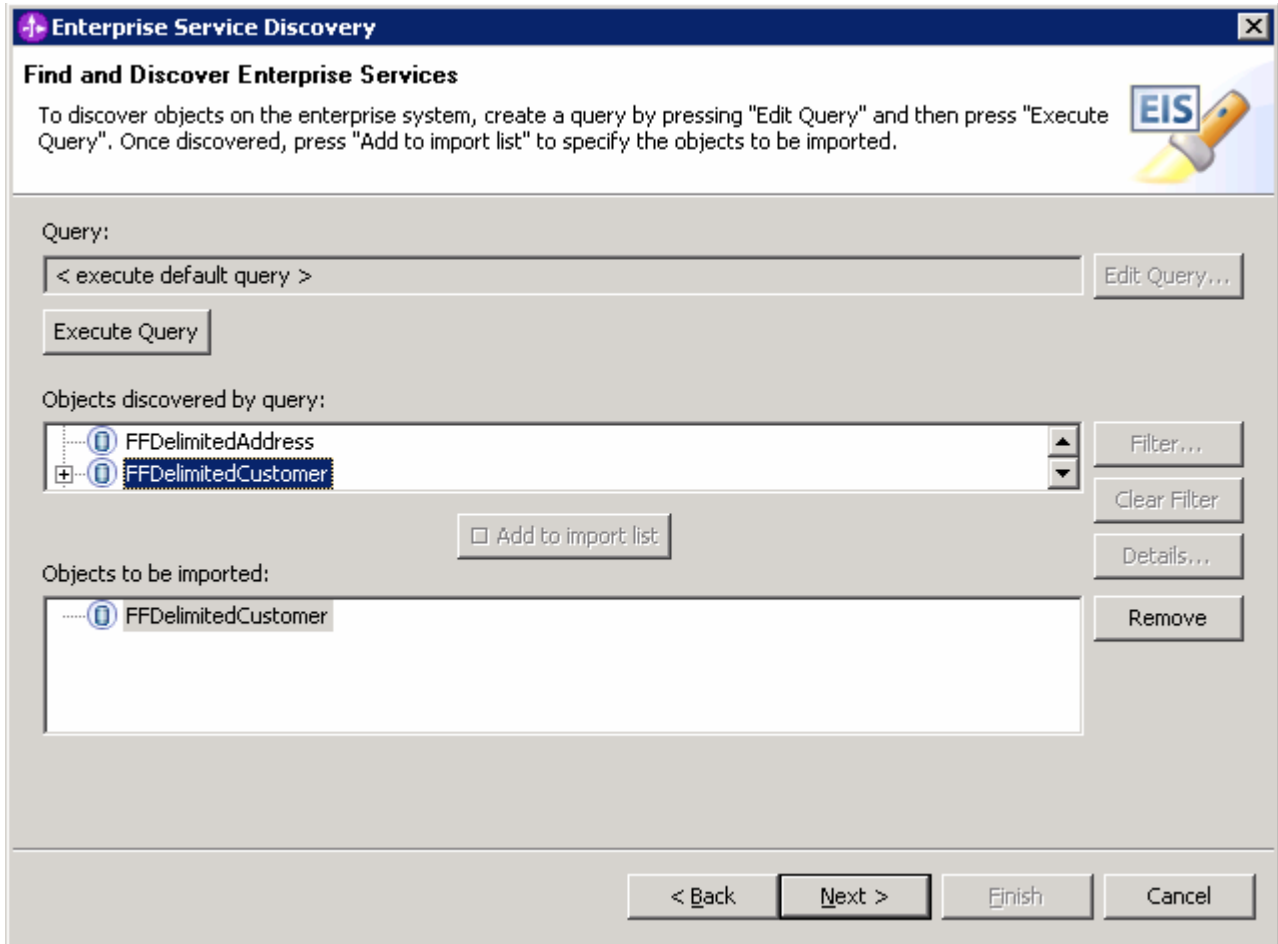 Enterprise Service Discovery
Find and Discover Enterprise Services
To discover objects on the enterprise system, create a query by pressing "Edit Query" and then press "Execute
Query". Once discovered, press "Add to import list" to specify the objects to be imported.
EIS
Query:
< execute default query >
Edit Query...
Execute Query
Objects discovered by query:
FFDelimitedAddress
FFDelimitedCustomer
Filter...
Clear Filter
Add to import list
Details...
Objects to be imported:
FFDelimitedCustomer
Remove
< Back
Next >
Finish
Cancel